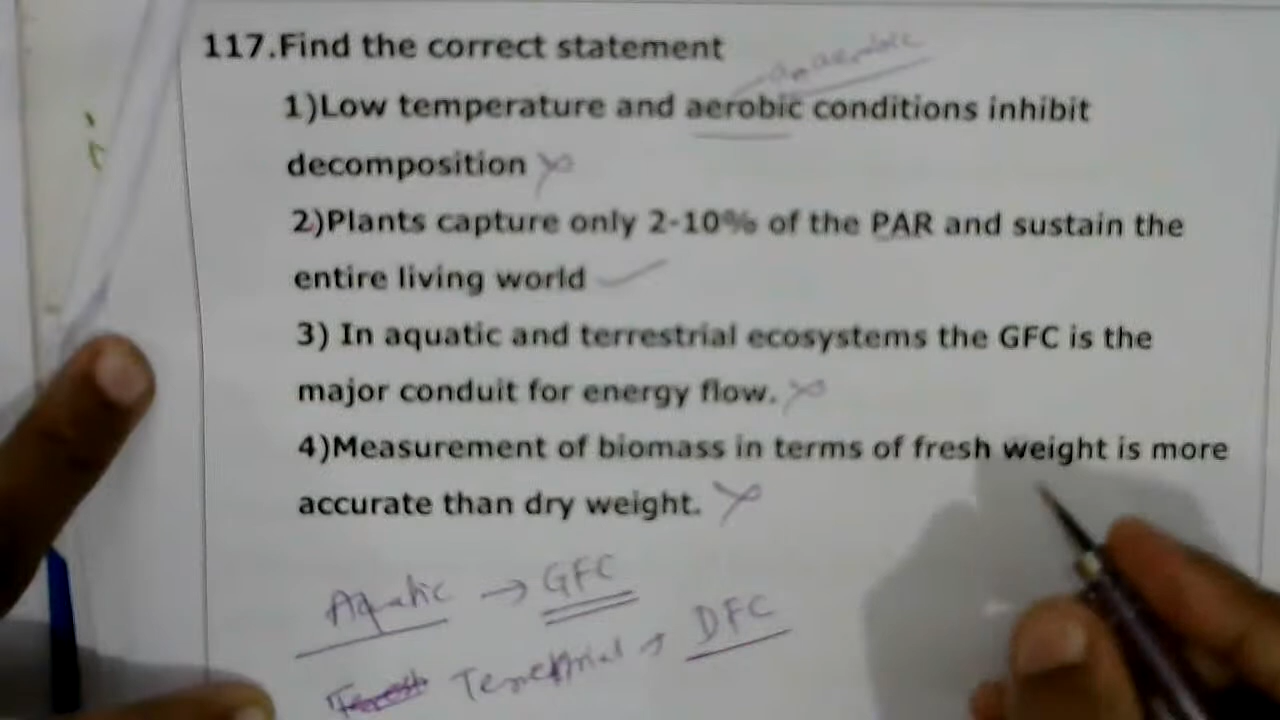 117.Find the correct statement
anaerobic
1)Low temperature and aerobic conditions inhibit
decomposition
2)Plants capture only 2-10% of the PAR and sustain the
entire living world
3) In aquatic and terrestrial ecosystems the GFC is the
major conduit for energy flow.
4)Measurement of biomass in terms of fresh weight is more
accurate than dry weight.
Aquatic → GFC
Terrestrial → DFC